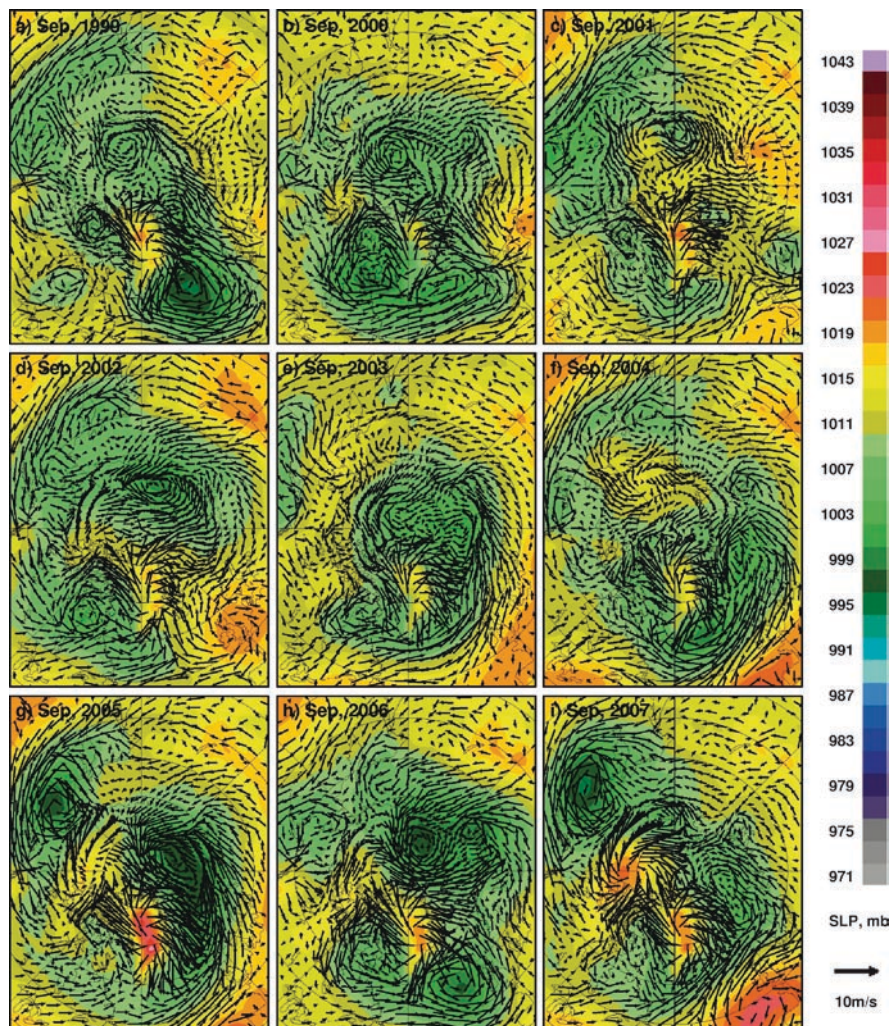 a) Sep, 1990
b) Sep, 2000
c) Sep, 2001
d) Sep, 2002
e) Sep, 2003
f) Sep, 2004
g) Sep, 2005
h) Sep, 2006
i) Sep, 2007
1043
1039
1035
1031
1027
1023
1019
1015
1011
1007
1003
999
995
991
987
983
979
975
971
SLP, mb
10m/s